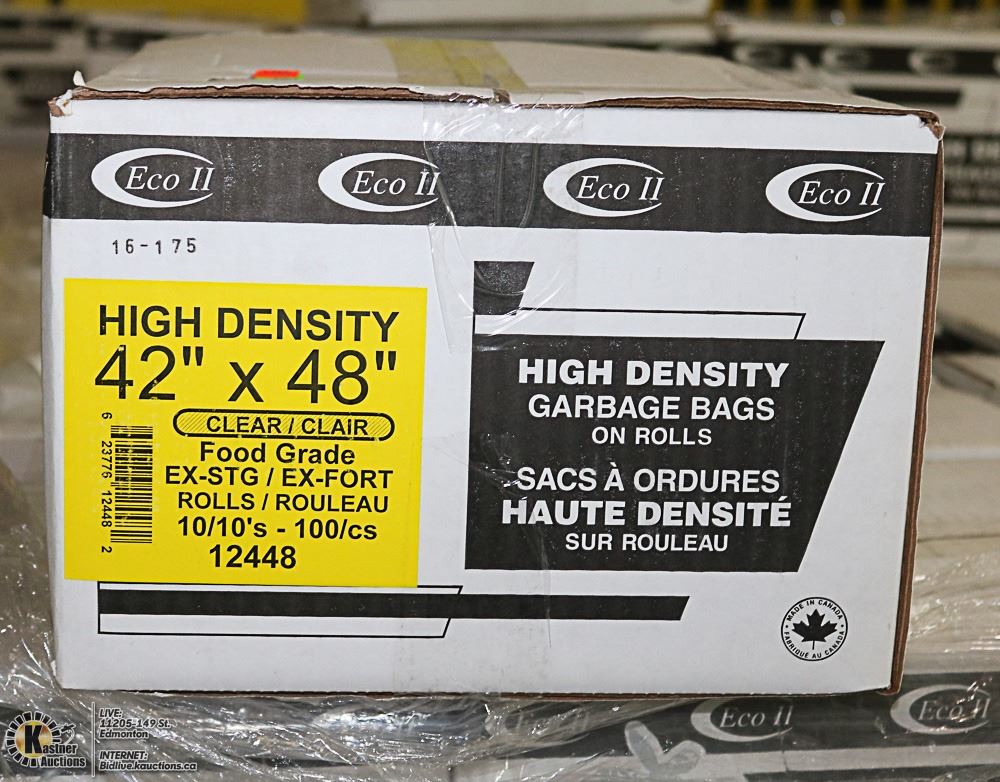 Eco II Eco II Eco II Eco II
16-175
HIGH DENSITY
42" x 48"
CLEAR / CLAIR
Food Grade
EX-STG / EX-FORT
ROLLS / ROULEAU
10/10's - 100/cs
12448
6 23776 12448 2
HIGH DENSITY
GARBAGE BAGS
ON ROLLS
SACS À ORDURES
HAUTE DENSITÉ
SUR ROULEAU
MADE IN CANADA
FABRIQUÉ AU CANADA
Eco II Eco II
Kastner
Auctions
LIVE:
11205-149 St.
Edmonton
INTERNET:
Bidlive.kauctions.ca